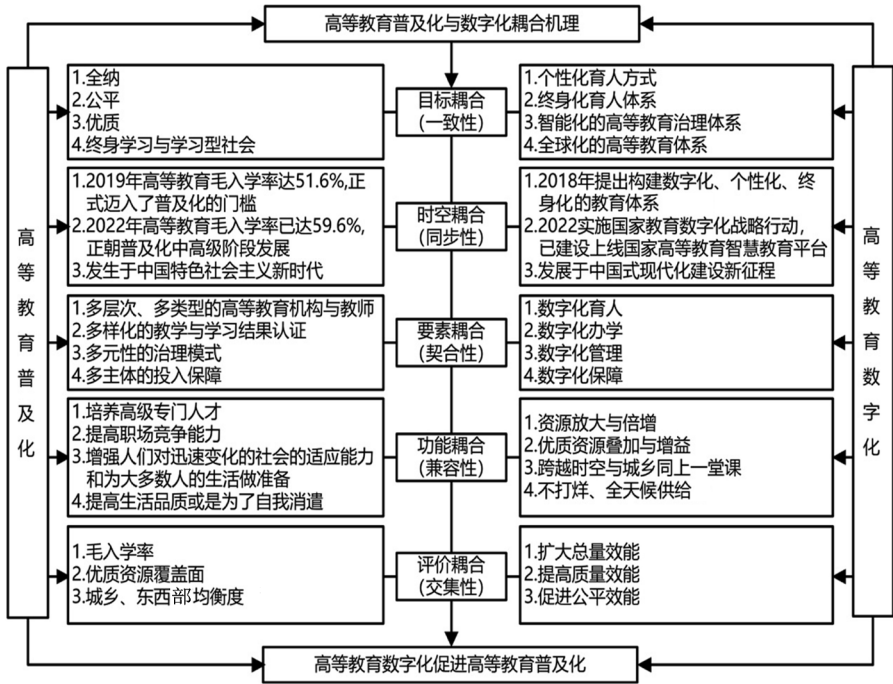 高等教育普及化与数字化耦合机理
高等教育普及化
1.全纳
2.公平
3.优质
4.终身学习与学习型社会
目标耦合
(一致性)
1.个性化育人方式
2.终身化育人体系
3.智能化的高等教育治理体系
4.全球化的高等教育体系
1.2019年高等教育毛入学率达51.6%,正
式迈入了普及化的门槛
2.2022年高等教育毛入学率已达59.6%,
正朝普及化中高级阶段发展
3.发生于中国特色社会主义新时代
时空耦合
(同步性)
1.2018年提出构建数字化、个性化、终
身化的教育体系
2.2022实施国家教育数字化战略行动，
已建设上线国家高等教育智慧教育平台
3.发展于中国式现代化建设新征程
1.多层次、多类型的高等教育机构与教师
2.多样化的教学与学习结果认证
3.多元性的治理模式
4.多主体的投入保障
要素耦合
(契合性)
1.数字化育人
2.数字化办学
3.数字化管理
4.数字化保障
1.培养高级专门人才
2.提高职场竞争能力
3.增强人们对迅速变化的社会的适应能力
和为大多数人的生活做准备
4.提高生活品质或是为了自我消遣
功能耦合
(兼容性)
1.资源放大与倍增
2.优质资源叠加与增益
3.跨越时空与城乡同上一堂课
4.不打烊、全天候供给
1.毛入学率
2.优质资源覆盖面
3.城乡、东西部均衡度
评价耦合
(交集性)
1.扩大总量效能
2.提高质量效能
3.促进公平效能
高等教育数字化
高等教育数字化促进高等教育普及化